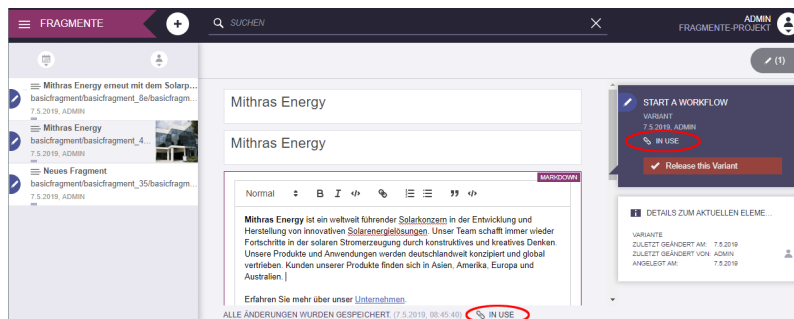 FRAGMENTE
SUCHEN
ADMIN
FRAGMENTE-PROJEKT
(1)
Mithras Energy erneut mit dem Solarp...
basicfragment/basicfragment_8e/basicfragm...
7.5.2019, ADMIN
Mithras Energy
basicfragment/basicfragment_4...
7.5.2019, ADMIN
Neues Fragment
basicfragment/basicfragment_35/basicfragm...
7.5.2019, ADMIN
Mithras Energy
Mithras Energy
MARKDOWN
Normal
Mithras Energy ist ein weltweit führender Solarkonzern in der Entwicklung und
Herstellung von innovativen Solarenergielösungen. Unser Team schafft immer wieder
Fortschritte in der solaren Stromerzeugung durch konstruktives und kreatives Denken.
Unsere Produkte und Anwendungen werden deutschlandweit konzipiert und global
vertrieben. Kunden unserer Produkte finden sich in Asien, Amerika, Europa und
Australien.
Erfahren Sie mehr über unser Unternehmen.
ALLE ÄNDERUNGEN WURDEN GESPEICHERT. (7.5.2019, 08:45:40) IN USE
START A WORKFLOW
VARIANT
7.5.2019, ADMIN
IN USE
Release this Variant
DETAILS ZUM AKTUELLEN ELEME...
VARIANTE
ZULETZT GEÄNDERT AM: 7.5.2019
ZULETZT GEÄNDERT VON: ADMIN
ANGELEGT AM: 7.5.2019